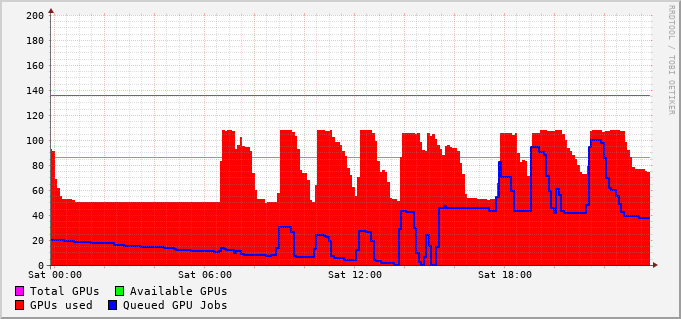 200
180
160
140
120
100
80
60
40
20
0
Sat 00:00 Sat 06:00 Sat 12:00 Sat 18:00
Total GPUs Available GPUs
GPUs used Queued GPU Jobs
RRDTOOL / TOBI OETIKER